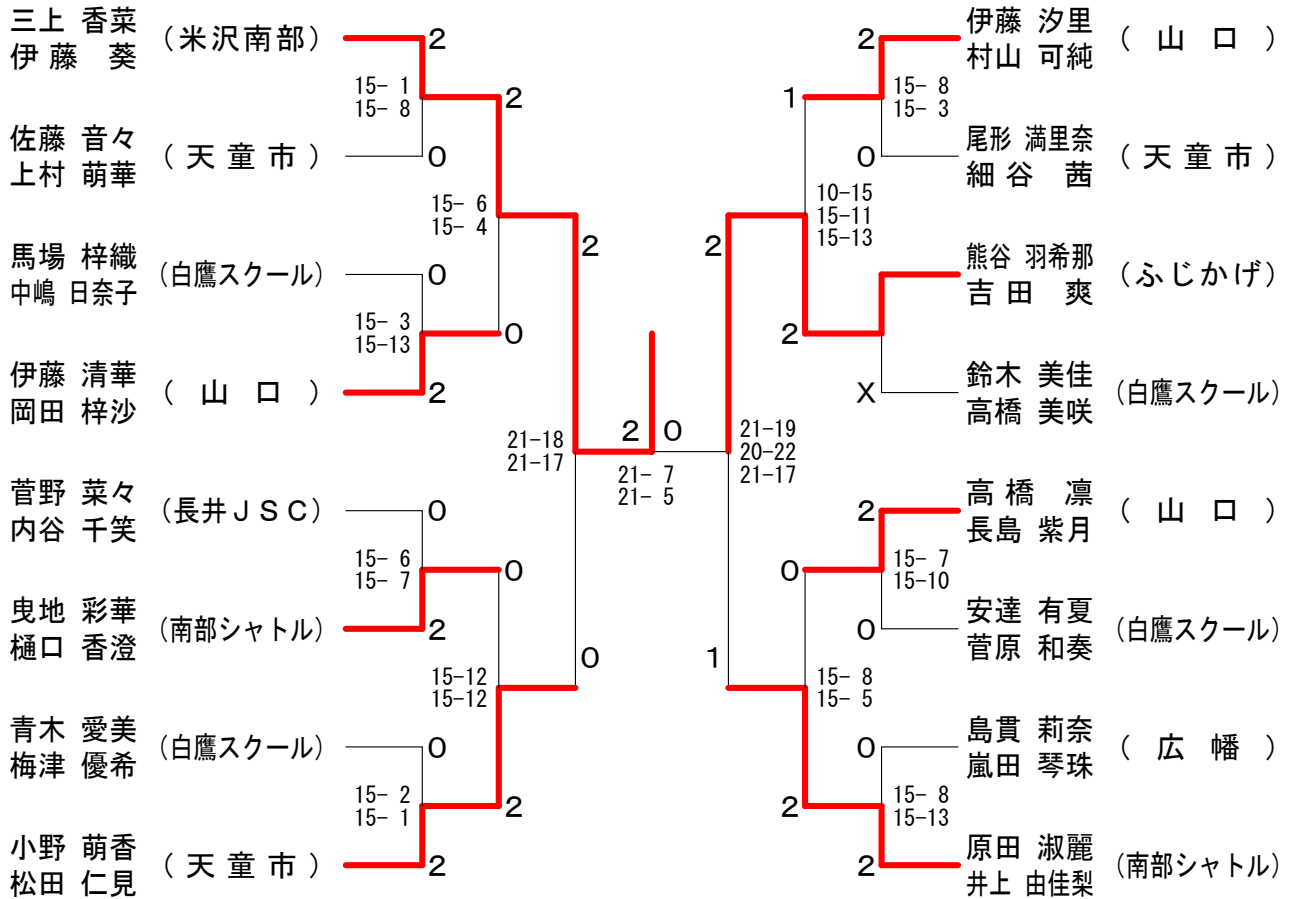 三上 香菜
伊藤 葵
（米沢南部）
2
15- 1
15- 8
2
佐藤 音々
上村 萌華
（天童市）
0
15- 6
15- 4
2
馬場 梓織
中嶋 日奈子
（白鷹スクール）
0
15- 3
15-13
0
伊藤 清華
岡田 梓沙
（山口）
2
21-18
21-17
菅野 菜々
内谷 千笑
（長井ＪＳＣ）
0
15- 6
15- 7
0
曳地 彩華
樋口 香澄
（南部シャトル）
2
15-12
15-12
0
青木 愛美
梅津 優希
（白鷹スクール）
0
15- 2
15- 1
2
小野 萌香
松田 仁見
（天童市）
2
2 0
21- 7
21- 5
伊藤 汐里
村山 可純
（山口）
2
15- 8
15- 3
1
尾形 満里奈
細谷 茜
（天童市）
0
10-15
15-11
15-13
2
熊谷 羽希那
吉田 爽
（ふじかげ）
2
鈴木 美佳
高橋 美咲
（白鷹スクール）
X
21-19
20-22
21-17
高橋 凛
長島 紫月
（山口）
2
15- 7
15-10
0
安達 有夏
菅原 和奏
（白鷹スクール）
0
15- 8
15- 5
1
島貫 莉奈
嵐田 琴珠
（広幡）
0
15- 8
15-13
2
原田 淑麗
井上 由佳梨
（南部シャトル）
2